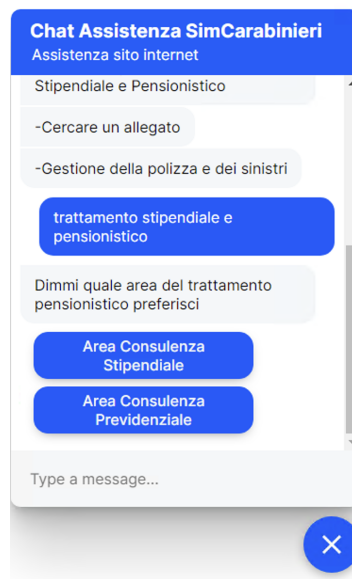 Chat Assistenza SimCarabinieri
Assistenza sito internet
Stipendiale e Pensionistico
-Cercare un allegato
-Gestione della polizza e dei sinistri
trattamento stipendiale e
pensionistico
Dimmi quale area del trattamento
pensionistico preferisci
Area Consulenza
Stipendiale
Area Consulenza
Previdenziale
Type a message...